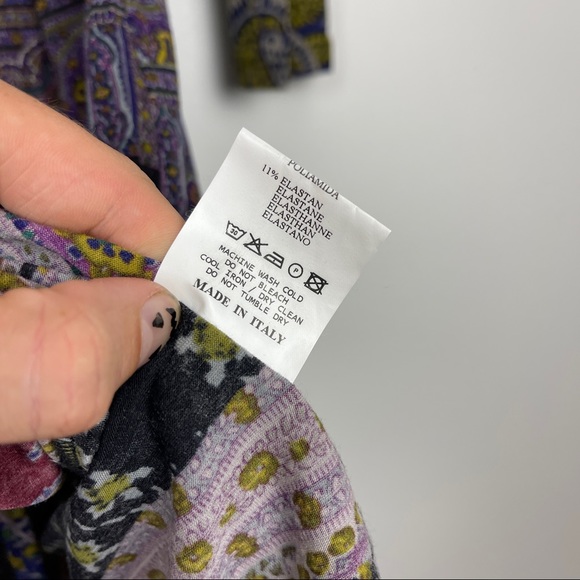 POLIAMIDA
11% ELASTAN
ELASTANE
ELASTHANNE
ELASTHAN
ELASTANO
30 P
MACHINE WASH COLD
DO NOT BLEACH
COOL IRON / DRY CLEAN
DO NOT TUMBLE DRY
MADE IN ITALY